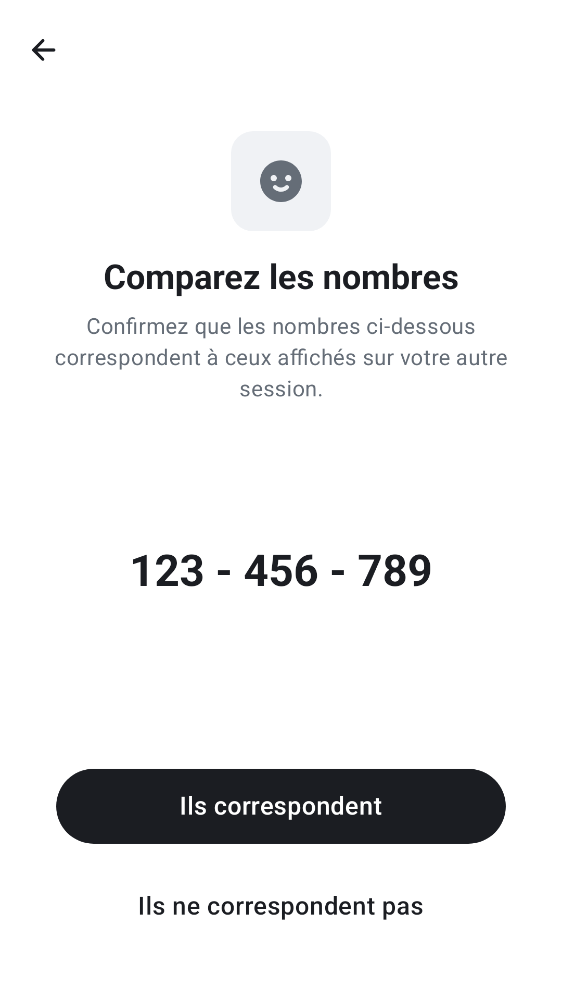 Comparez les nombres
Confirmez que les nombres ci-dessous
correspondent à ceux affichés sur votre autre
session.
123 - 456 - 789
Ils correspondent
Ils ne correspondent pas